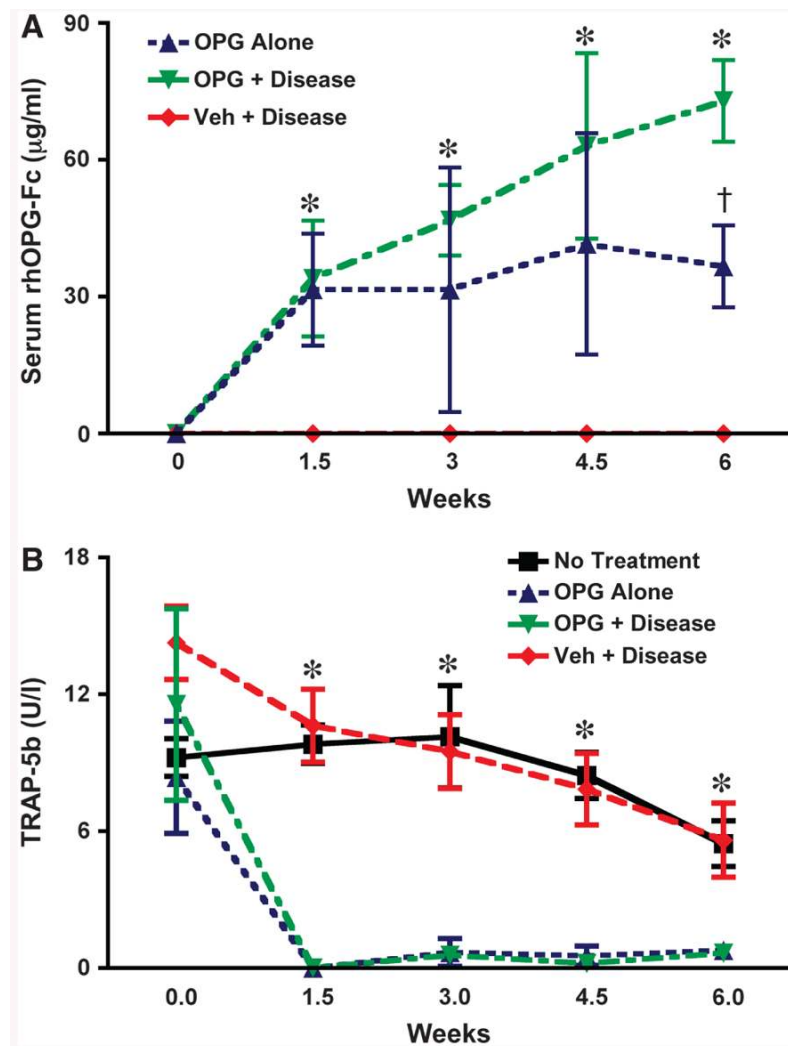 A
90
OPG Alone
OPG + Disease
Veh + Disease
*
*
*
*
†
60
30
0
Serum rhOPG-Fc (μg/ml)
0 1.5 3 4.5 6
Weeks
B
18
No Treatment
OPG Alone
OPG + Disease
Veh + Disease
*
*
*
*
12
6
0
TRAP-5b (U/l)
0.0 1.5 3.0 4.5 6.0
Weeks